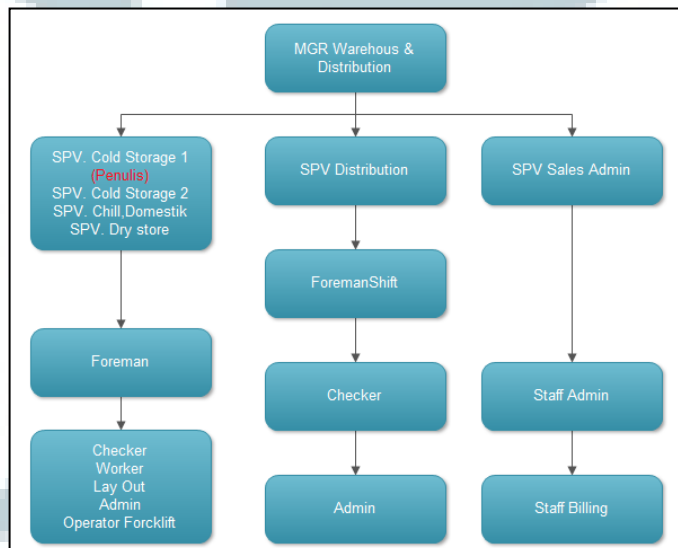 MGR Warehous &
Distribution
SPV. Cold Storage 1
(Penulis)
SPV. Cold Storage 2
SPV. Chill,Domestik
SPV. Dry store
SPV Distribution
SPV Sales Admin
ForemanShift
Foreman
Checker
Staff Admin
Checker
Worker
Lay Out
Admin
Operator Forcklift
Admin
Staff Billing